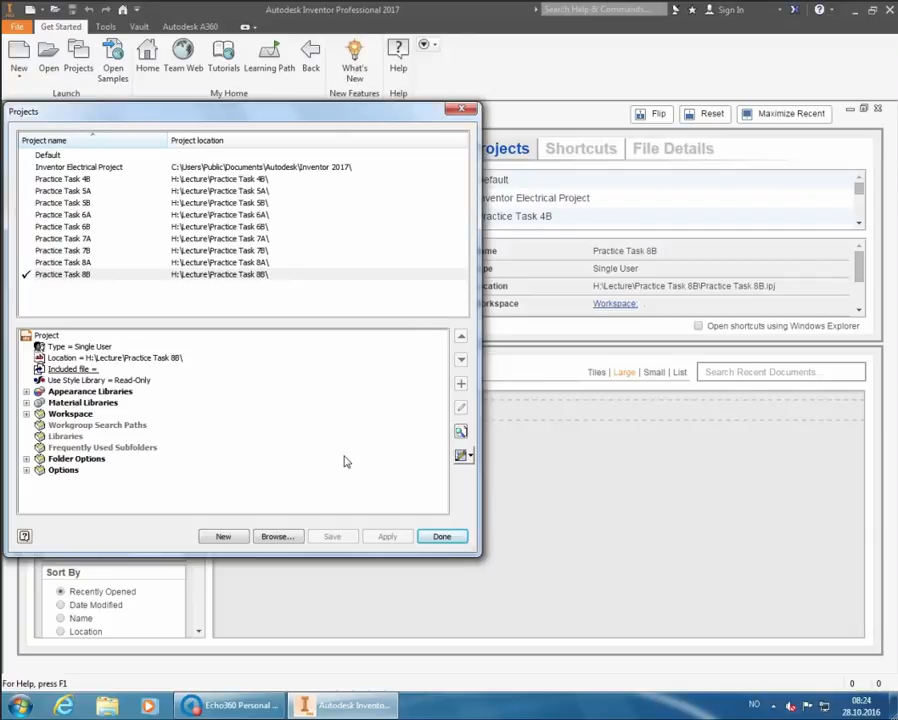 Autodesk Inventor Professional 2017
Search Help & Commands...
Sign In
File
Get Started
Tools
Vault
Autodesk A360
New
Open
Projects
Open Samples
Home
Team Web
Tutorials
Learning Path
Back
What's New
Help
Launch
My Home
New Features
Help
Projects
Flip
Reset
Maximize Recent
Project name
Project location
Default
Inventor Electrical Project C:\Users\Public\Documents\Autodesk\Inventor 2017\
Practice Task 4B H:\Lecture\Practice Task 4B\
Practice Task 5A H:\Lecture\Practice Task 5A\
Practice Task 5B H:\Lecture\Practice Task 5B\
Practice Task 6A H:\Lecture\Practice Task 6A\
Practice Task 6B H:\Lecture\Practice Task 6B\
Practice Task 7A H:\Lecture\Practice Task 7A\
Practice Task 7B H:\Lecture\Practice Task 7B\
Practice Task 8A H:\Lecture\Practice Task 8A\
Practice Task 8B H:\Lecture\Practice Task 8B\
Project
Type = Single User
Location = H:\Lecture\Practice Task 8B\
Included file =
Use Style Library = Read-Only
Appearance Libraries
Material Libraries
Workspace
Workgroup Search Paths
Libraries
Frequently Used Subfolders
Folder Options
Options
New
Browse...
Save
Apply
Done
rojects
Shortcuts
File Details
efault
nventor Electrical Project
ractice Task 4B
ame Practice Task 8B
ype Single User
ocation H:\Lecture\Practice Task 8B\Practice Task 8B.ipj
orkspace Workspace: .
Open shortcuts using Windows Explorer
Tiles | Large | Small | List
Search Recent Documents...
Sort By
Recently Opened
Date Modified
Name
Location
For Help, press F1
0 0
Echo360 Personal ...
Autodesk Invento...
NO
08:24
28.10.2016